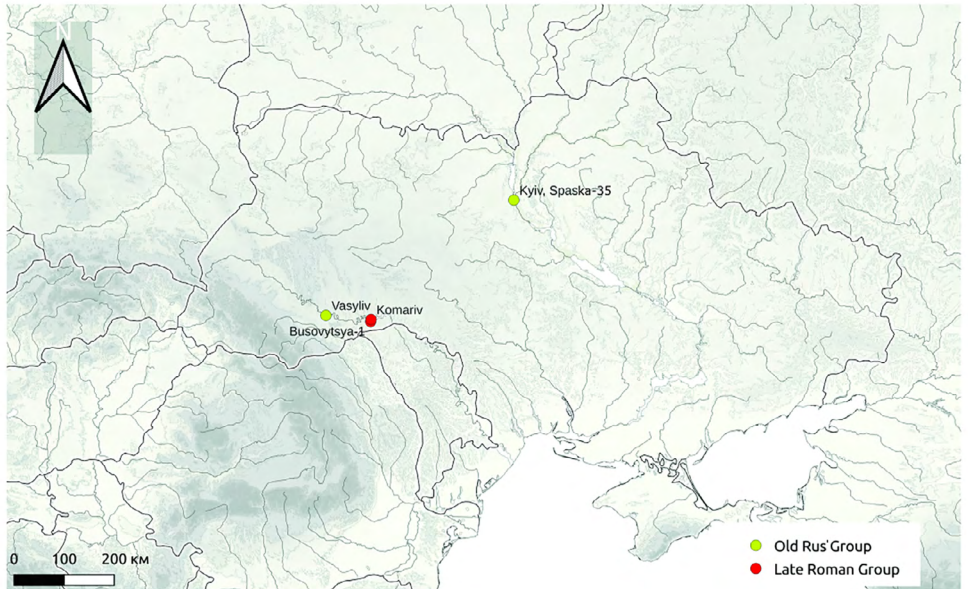 N
Kyiv, Spaska-35
Vasyliv
Komariv
Busovytsya-1
0 100 200 км
Old Rus'Group
Late Roman Group